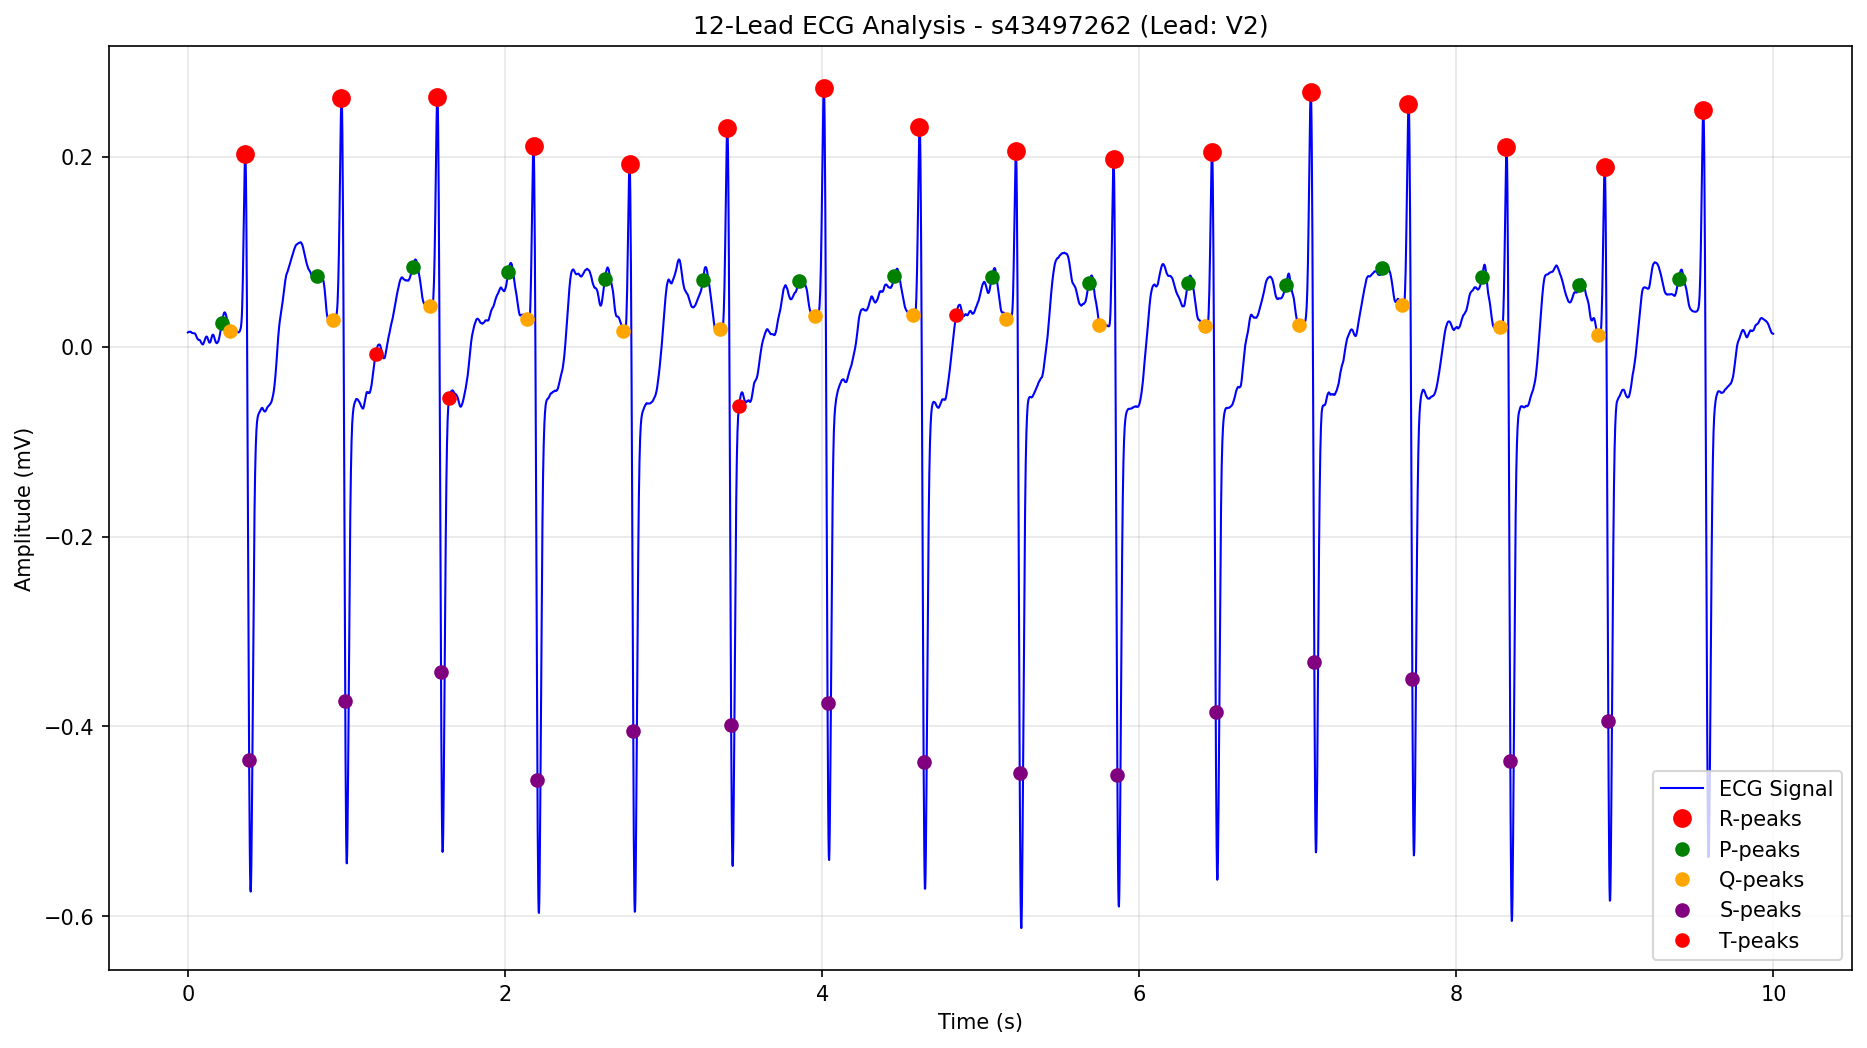 12-Lead ECG Analysis - s43497262 (Lead: V2)
Amplitude (mV)
0.2
0.0
−0.2
−0.4
−0.6
0 2 4 6 8 10
Time (s)
ECG Signal
R-peaks
P-peaks
Q-peaks
S-peaks
T-peaks